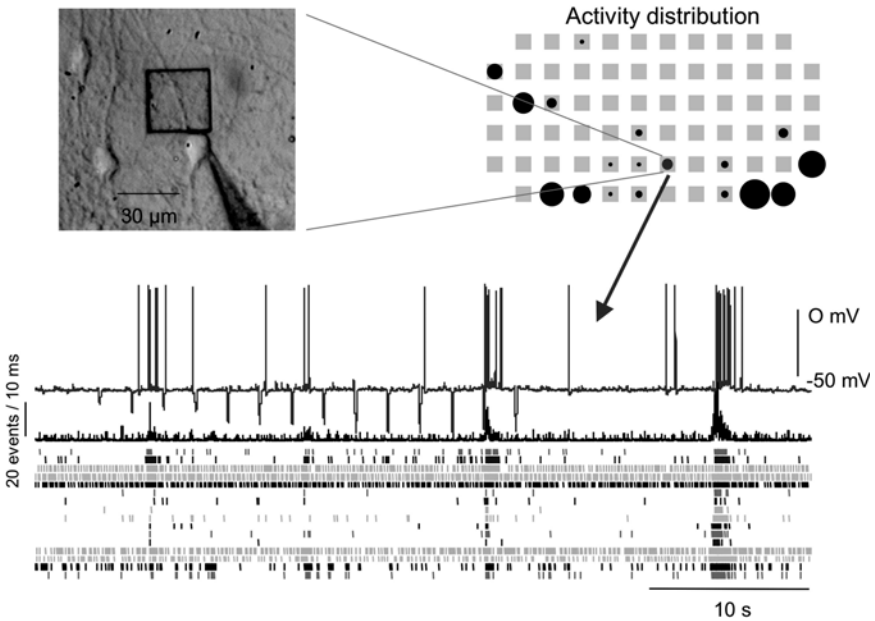 Activity distribution
30 µm
O mV
-50 mV
20 events / 10 ms
10 s